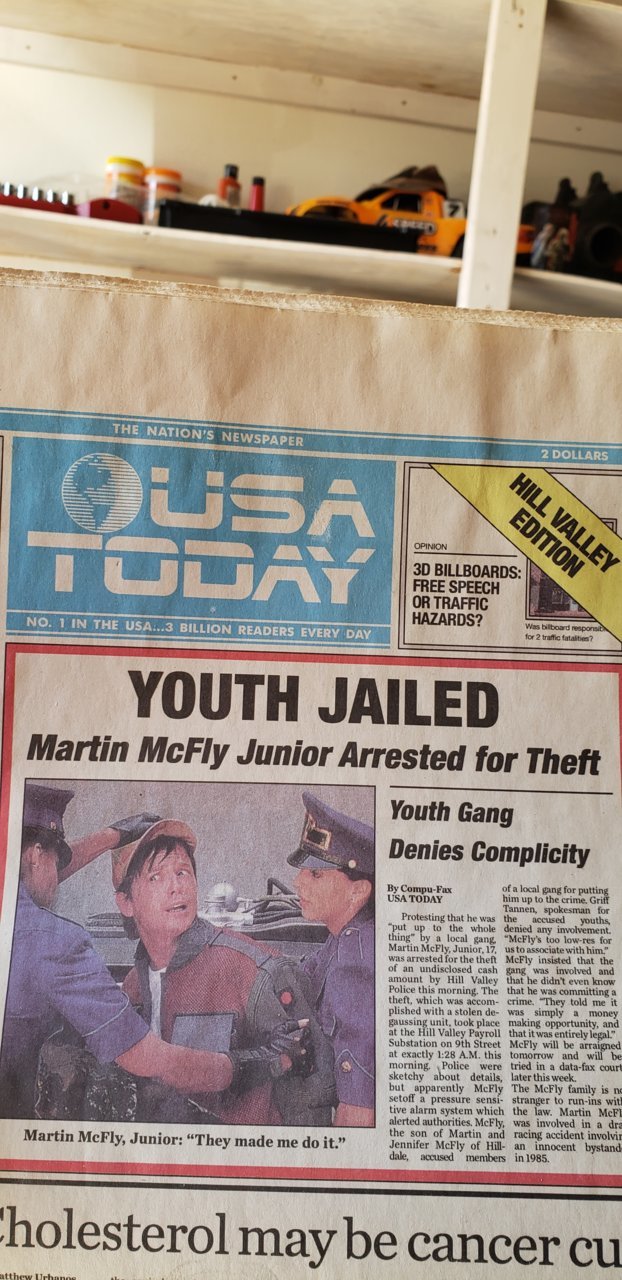 THE NATION'S NEWSPAPER
2 DOLLARS
USA
TODAY
NO. 1 IN THE USA...3 BILLION READERS EVERY DAY
OPINION
3D BILLBOARDS:
FREE SPEECH
OR TRAFFIC
HAZARDS?
HILL VALLEY
EDITION
Was billboard
for 2 traffic fatalities?
YOUTH JAILED
Martin McFly Junior Arrested for Theft
Youth Gang
Denies Complicity
By Compu-Fax
USA TODAY
Protesting that he was
"put up to the whole
thing" by a local gang,
Martin McFly, Junior, 17,
was arrested for the theft
of an undisclosed cash
amount by Hill Valley
Police this morning. The
theft, which was accom-
plished with a stolen de-
gaussing unit, took place
at the Hill Valley Payroll
Substation on 9th Street
at exactly 1:28 A.M. this
morning. Police were
sketchy about details,
but apparently McFly
setoff a pressure sensi-
tive alarm system which
alerted authorities. McFly,
the son of Martin and
Jennifer McFly of Hill-
dale, accused members
of a local gang for putting
him up to the crime. Griff
Tannen, spokesman for
the accused youths,
denied any involvement.
"McFly's too low-res for
us to associate with him."
McFly insisted that the
gang was involved and
that he didn't even know
that he was committing a
crime. "They told me it
was simply a money
making opportunity, and
that it was entirely legal."
McFly will be arraigned
tomorrow and will be
tried in a data-fax court
later this week.
The McFly family is no
stranger to run-ins with
the law. Martin McFl
was involved in a dra
racing accident involvin
an innocent bystand
in 1985.
Martin McFly, Junior: "They made me do it."
Cholesterol may be cancer cu
atthew Urbanos